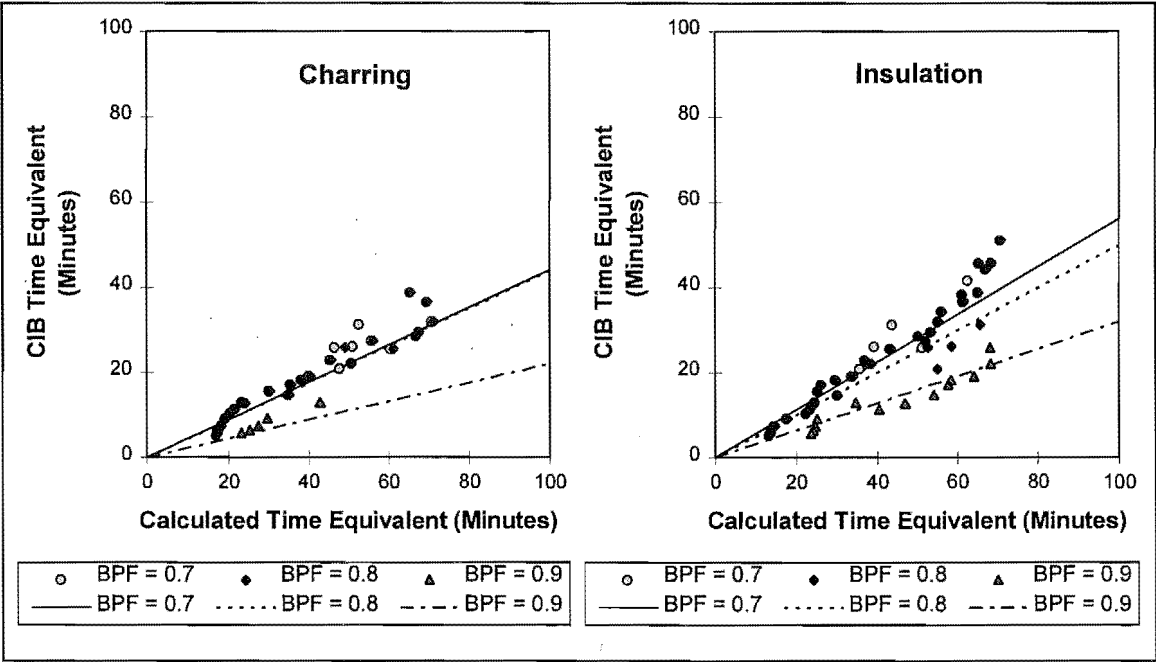 Charring
100
80
60
40
20
0
CIB Time Equivalent
(Minutes)
0 20 40 60 80 100
Calculated Time Equivalent (Minutes)
BPF = 0.7 BPF = 0.8 BPF = 0.9
BPF = 0.7 BPF = 0.8 BPF = 0.9
Insulation
100
80
60
40
20
0
CIB Time Equivalent
(Minutes)
0 20 40 60 80 100
Calculated Time Equivalent (Minutes)
BPF = 0.7 BPF = 0.8 BPF = 0.9
BPF = 0.7 BPF = 0.8 BPF = 0.9